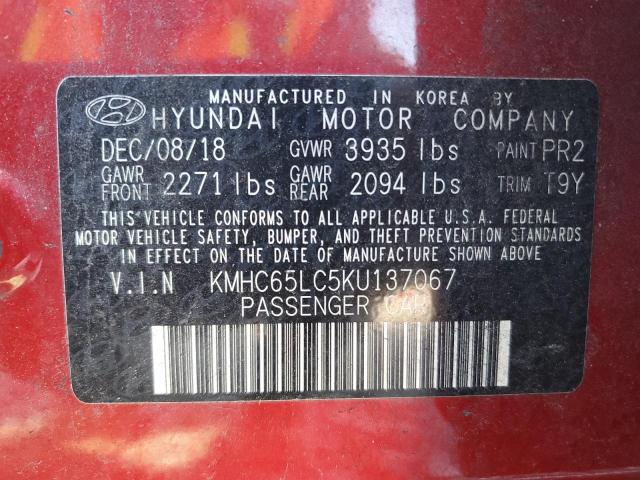 MANUFACTURED IN KOREA BY
HYUNDAI MOTOR COMPANY
DEC/08/18 GVWR 3935 lbs PAINT PR2
GAWR FRONT 2271 lbs GAWR REAR 2094 lbs TRIM T9Y
THIS VEHICLE CONFORMS TO ALL APPLICABLE U.S.A. FEDERAL
MOTOR VEHICLE SAFETY, BUMPER, AND THEFT PREVENTION STANDARDS
IN EFFECT ON THE DATE OF MANUFACTURE SHOWN ABOVE
V.I.N KMHC65LC5KU137067
PASSENGER CAR